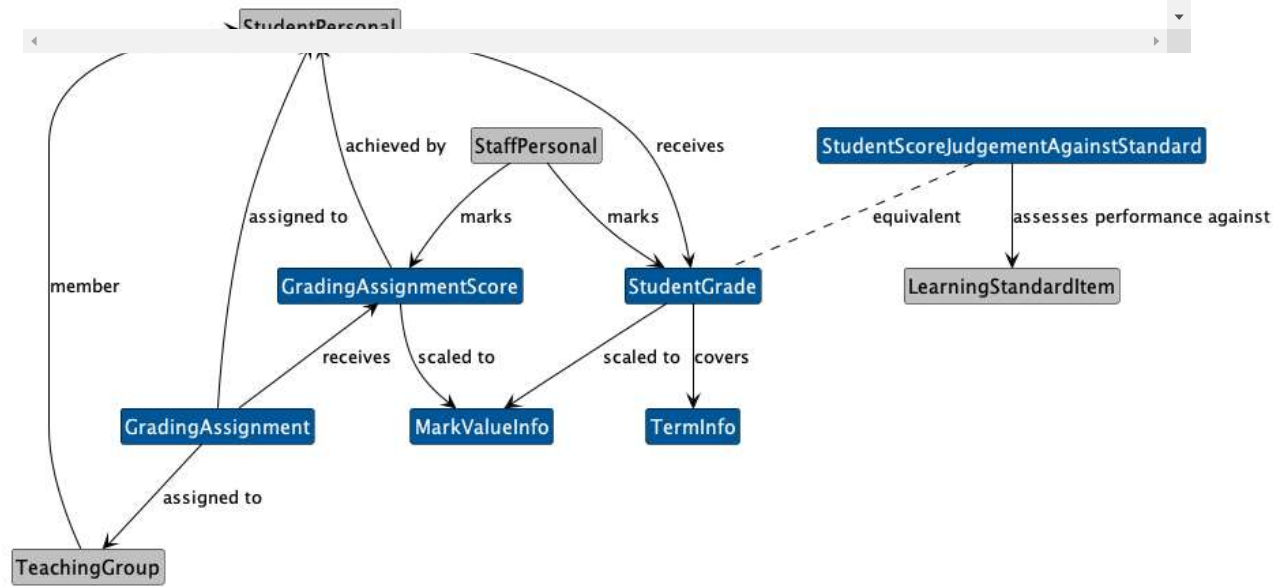 StudentPersonal
achieved by
StaffPersonal
receives
StudentScoreJudgementAgainstStandard
assigned to
marks
marks
equivalent
assesses performance against
member
GradingAssignmentScore
StudentGrade
LearningStandardItem
receives
scaled to
scaled to
covers
GradingAssignment
MarkValueInfo
TermInfo
assigned to
TeachingGroup